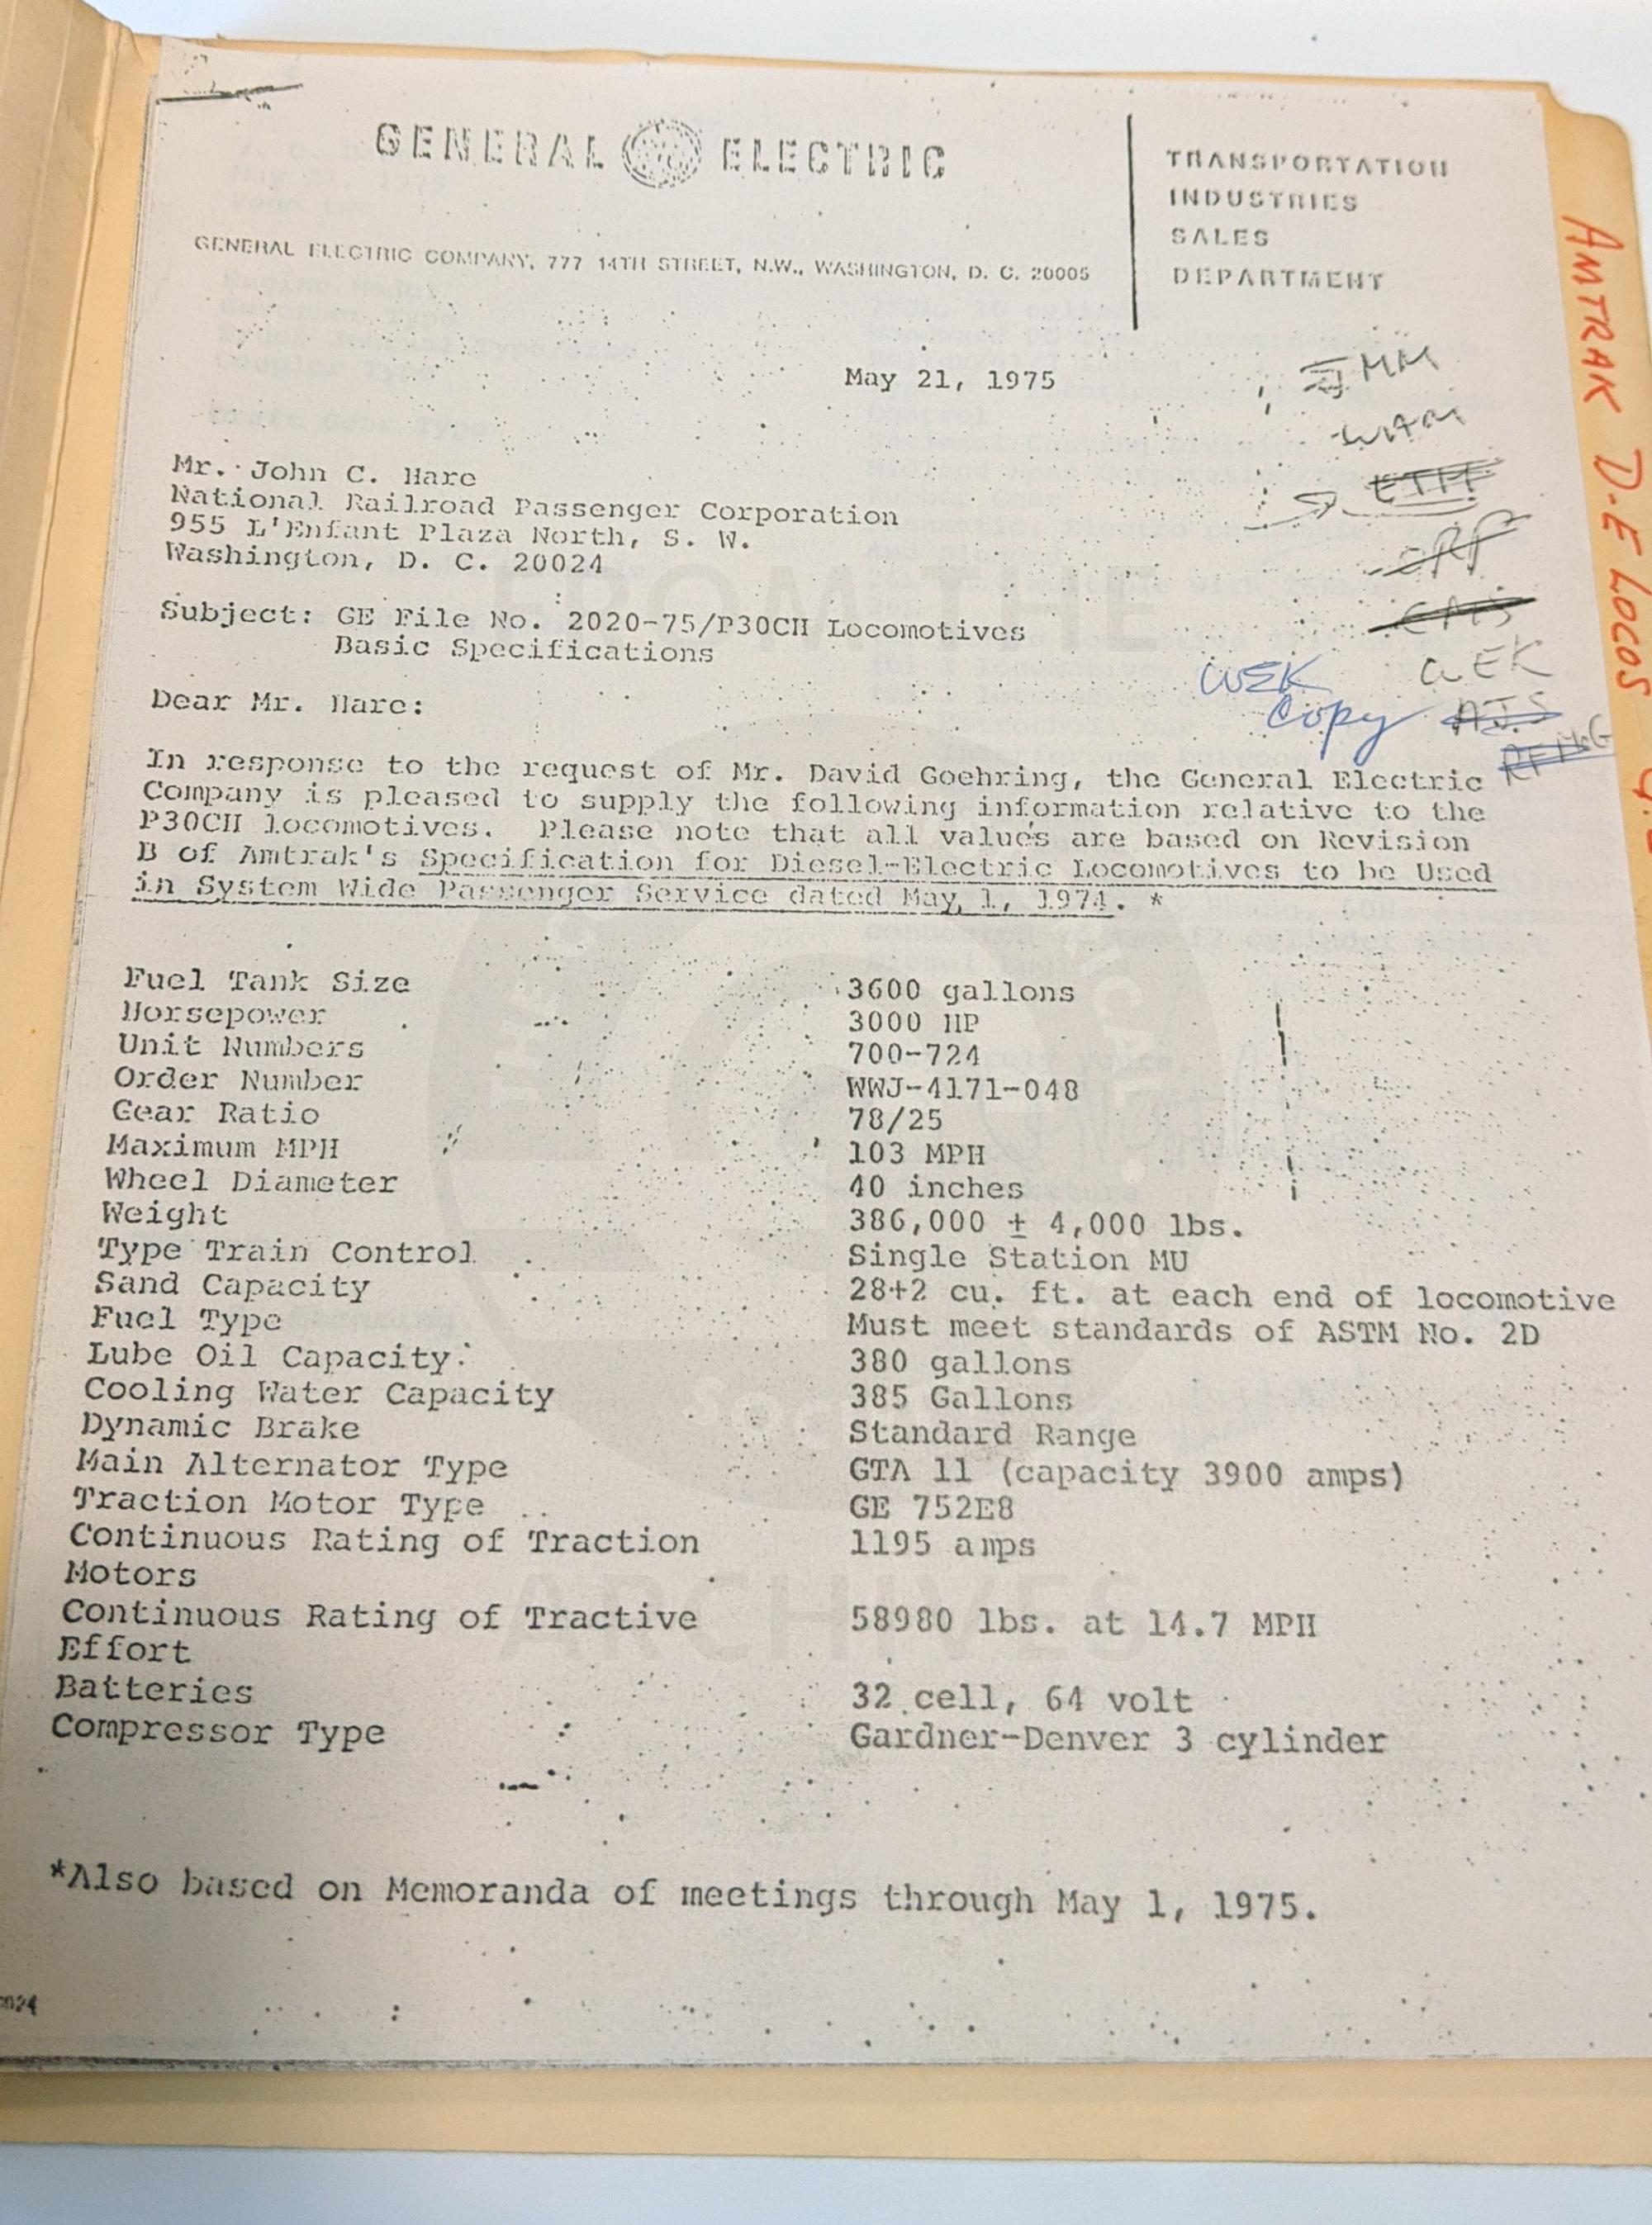 GENERAL ELECTRIC
TRANSPORTATION
INDUSTRIES
SALES
DEPARTMENT
GENERAL ELECTRIC COMPANY, 777 14TH STREET, N.W., WASHINGTON, D. C. 20005
May 21, 1975
Mr. John C. Hare
National Railroad Passenger Corporation
955 L'Enfant Plaza North, S. W.
Washington, D. C. 20024
Subject: GE File No. 2020-75/P30CH Locomotives
Basic Specifications
WEK
WEK
Copy
Dear Mr. Hare:
In response to the request of Mr. David Goehring, the General Electric
Company is pleased to supply the following information relative to the
P30CH locomotives. Please note that all values are based on Revision
B of Amtrak's Specification for Diesel-Electric Locomotives to be Used
in System Wide Passenger Service dated May 1, 1974. *
Fuel Tank Size 3600 gallons
Horsepower 3000 HP
Unit Numbers 700-724
Order Number WWJ-4171-048
Gear Ratio 78/25
Maximum MPH 103 MPH
Wheel Diameter 40 inches
Weight 386,000 ± 4,000 lbs.
Type Train Control Single Station MU
Sand Capacity 28+2 cu. ft. at each end of locomotive
Fuel Type Must meet standards of ASTM No. 2D
Lube Oil Capacity 380 gallons
Cooling Water Capacity 385 Gallons
Dynamic Brake Standard Range
Main Alternator Type GTA 11 (capacity 3900 amps)
Traction Motor Type GE 752E8
Continuous Rating of Traction 1195 amps
Motors
Continuous Rating of Tractive 58980 lbs. at 14.7 MPH
Effort
Batteries 32 cell, 64 volt
Compressor Type Gardner-Denver 3 cylinder
*Also based on Memoranda of meetings through May 1, 1975.
AMTRAK D.E LOCOS
FROM THE
ARCHIVES